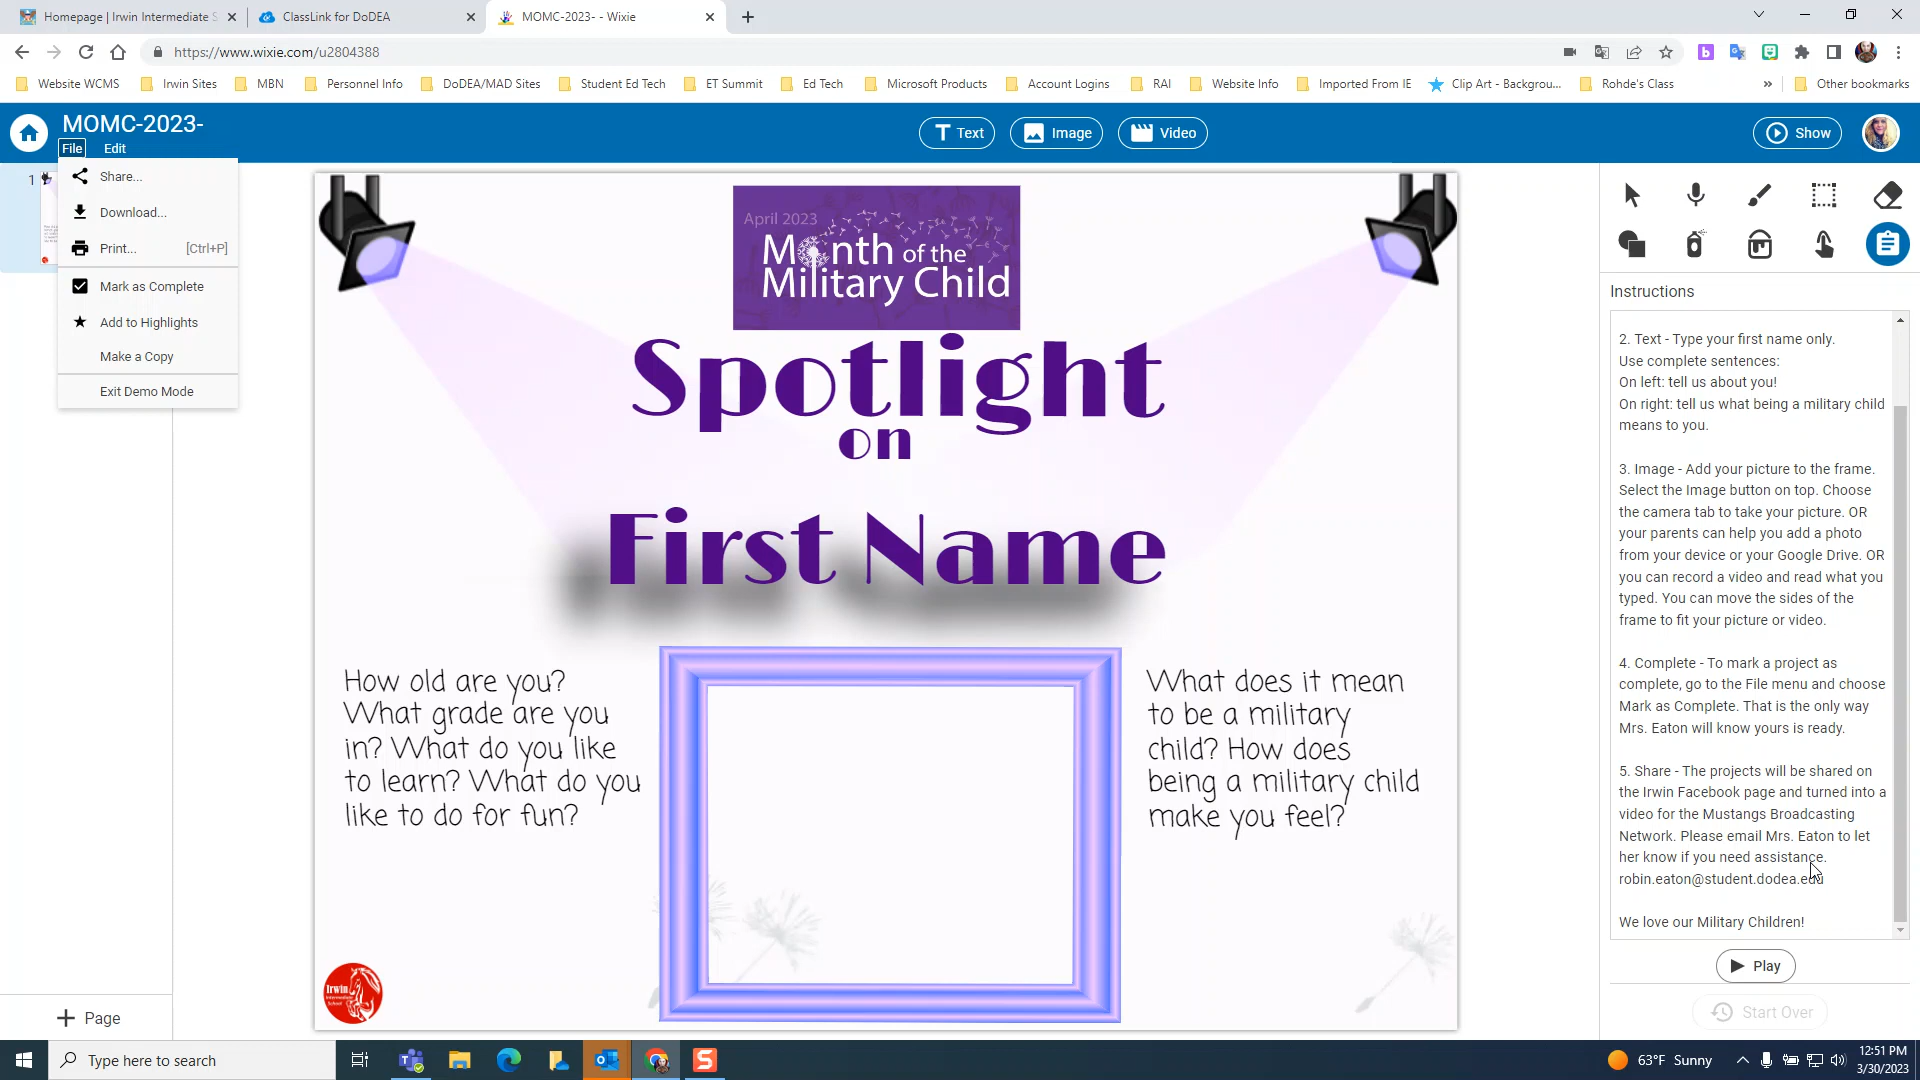 Homepage | Irwin Intermediate S
ClassLink for DoDEA
MOMC-2023- - Wixie
https://www.wixie.com/u2804388
Website WCMS
Irwin Sites
MBN
Personnel Info
DoDEA/MAD Sites
Student Ed Tech
ET Summit
Ed Tech
Microsoft Products
Account Logins
RAI
Website Info
Imported From IE
Clip Art - Backgrou...
Rohde's Class
»
Other bookmarks
MOMC-2023-
File
Edit
Text
Image
Video
Show
1
Share...
Download...
Print...
[Ctrl+P]
Mark as Complete
Add to Highlights
Make a Copy
Exit Demo Mode
April 2023
Month of the
Military Child
Spotlight
on
First Name
How old are you?
What grade are you
in? What do you like
to learn? What do you
like to do for fun?
What does it mean
to be a military
child? How does
being a military child
make you feel?
Irwin
Intermediate
School
Instructions
2. Text - Type your first name only.
Use complete sentences:
On left: tell us about you!
On right: tell us what being a military child
means to you.
3. Image - Add your picture to the frame.
Select the Image button on top. Choose
the camera tab to take your picture. OR
your parents can help you add a photo
from your device or your Google Drive. OR
you can record a video and read what you
typed. You can move the sides of the
frame to fit your picture or video.
4. Complete - To mark a project as
complete, go to the File menu and choose
Mark as Complete. That is the only way
Mrs. Eaton will know yours is ready.
5. Share - The projects will be shared on
the Irwin Facebook page and turned into a
video for the Mustangs Broadcasting
Network. Please email Mrs. Eaton to let
her know if you need assistance.
robin.eaton@student.dodea.edu
We love our Military Children!
Play
Start Over
Page
Type here to search
63°F Sunny
12:51 PM
3/30/2023